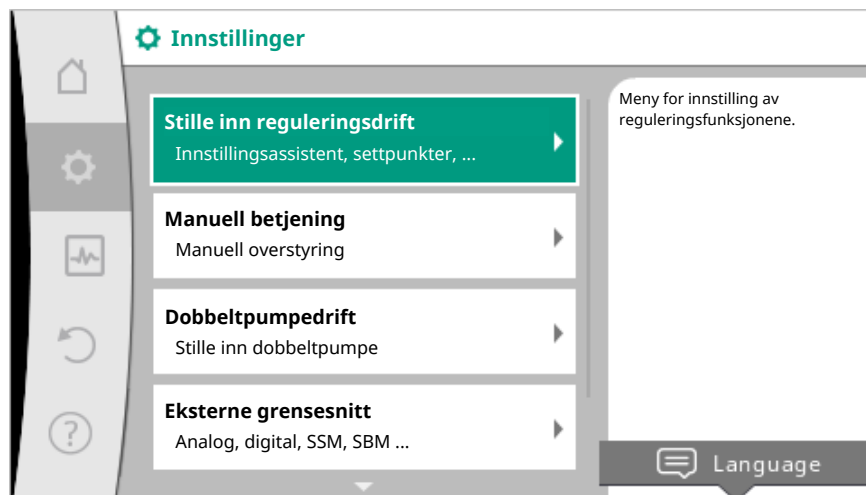 Innstillinger
Stille inn reguleringsdrift
Innstillingsassistent, settpunkter, ...
Manuell betjening
Manuell overstyring
Dobbeltpumpedrift
Stille inn dobbeltpumpe
Eksterne grensesnitt
Analog, digital, SSM, SBM ...
Meny for innstilling av
reguleringsfunksjonene.
?
Language